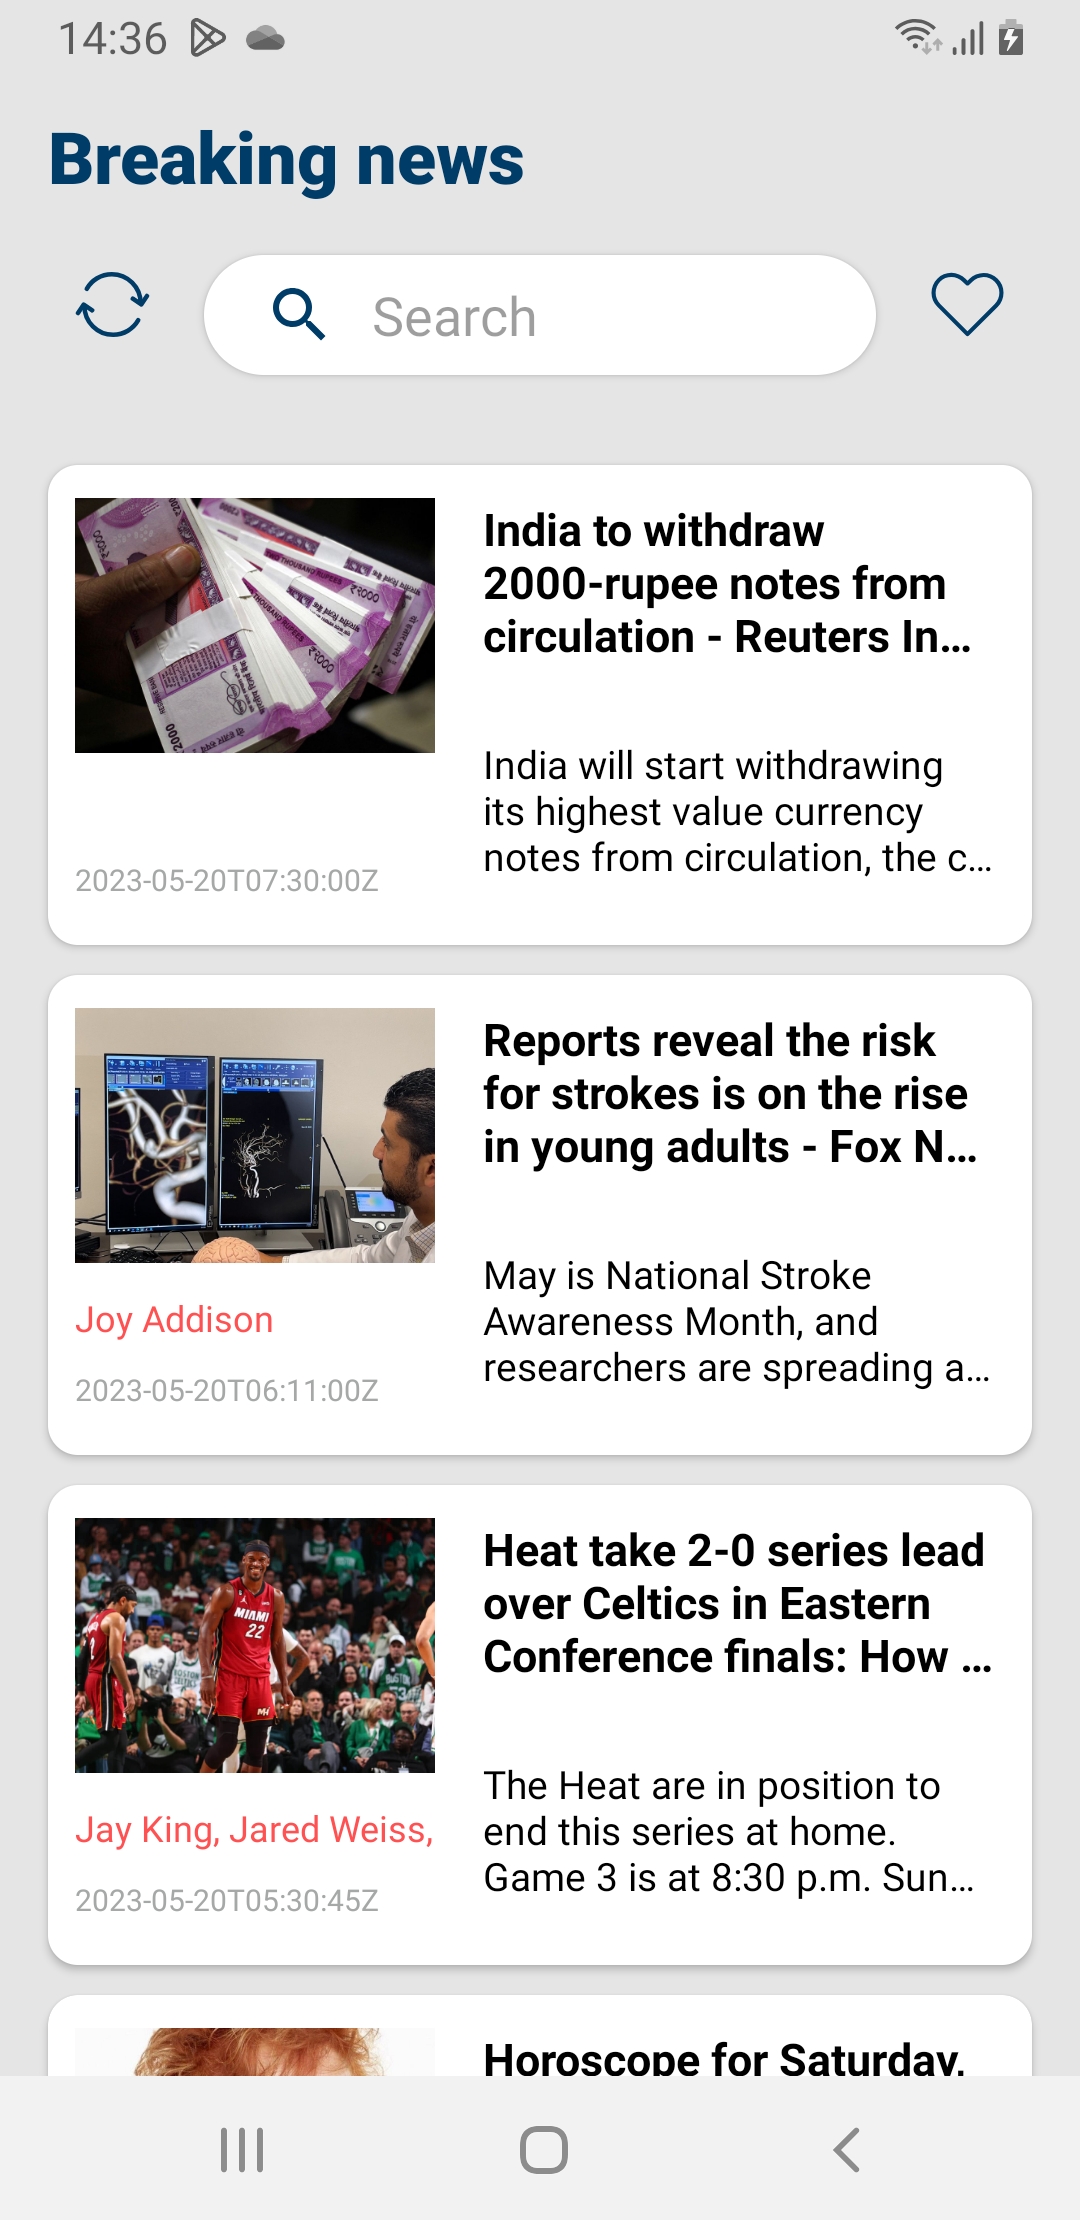 14:36
Breaking news
Search
India to withdraw
2000-rupee notes from
circulation - Reuters In...
India will start withdrawing
its highest value currency
notes from circulation, the c...
2023-05-20T07:30:00Z
Reports reveal the risk
for strokes is on the rise
in young adults - Fox N...
May is National Stroke
Awareness Month, and
researchers are spreading a...
Joy Addison
2023-05-20T06:11:00Z
MIAMI
22
Heat take 2-0 series lead
over Celtics in Eastern
Conference finals: How ...
The Heat are in position to
end this series at home.
Game 3 is at 8:30 p.m. Sun...
Jay King, Jared Weiss,
2023-05-20T05:30:45Z
Horoscope for Saturday,